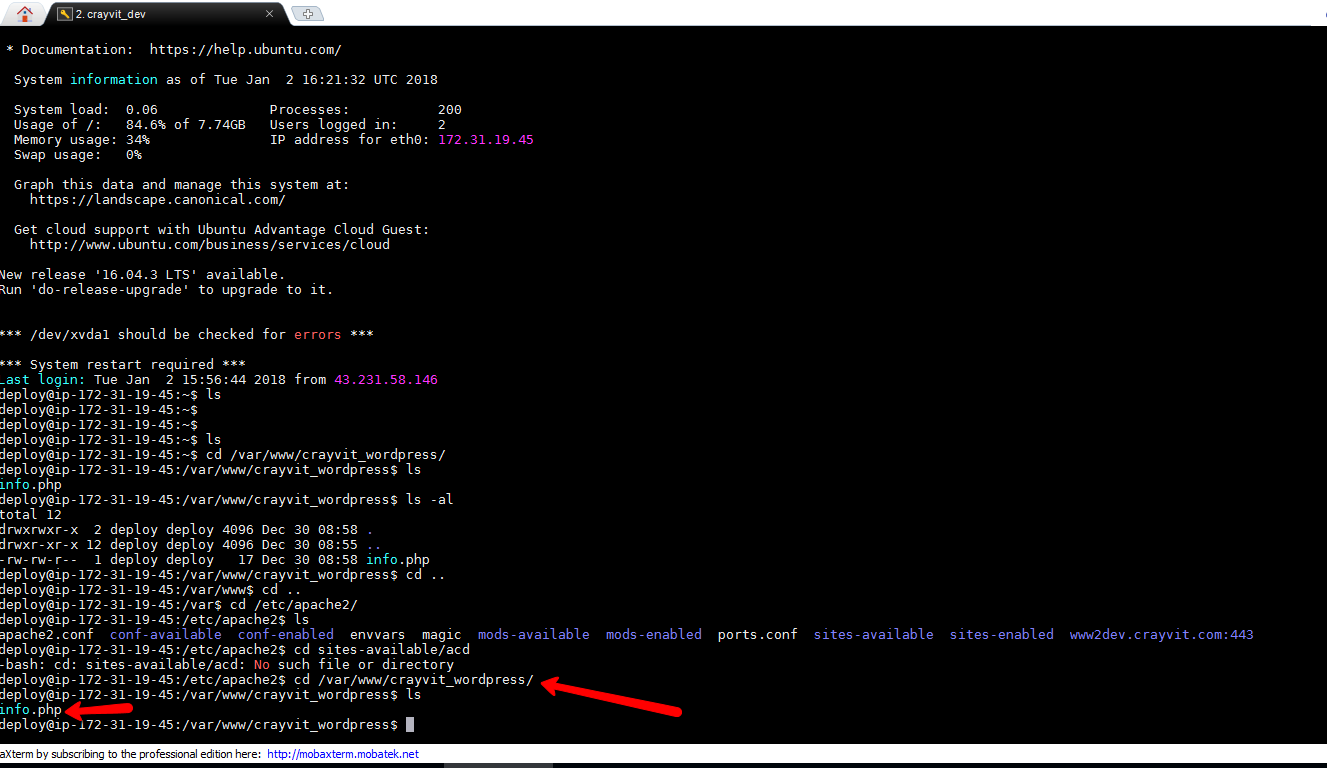 2. crayvit_dev
* Documentation:  https://help.ubuntu.com/
System information as of Tue Jan  2 16:21:32 UTC 2018
System load:  0.06              Processes:           200
Usage of /:   84.6% of 7.74GB   Users logged in:     2
Memory usage: 34%               IP address for eth0: 172.31.19.45
Swap usage:   0%
Graph this data and manage this system at:
https://landscape.canonical.com/
Get cloud support with Ubuntu Advantage Cloud Guest:
http://www.ubuntu.com/business/services/cloud
New release '16.04.3 LTS' available.
Run 'do-release-upgrade' to upgrade to it.
*** /dev/xvda1 should be checked for errors ***
*** System restart required ***
Last login: Tue Jan  2 15:56:44 2018 from 43.231.58.146
deploy@ip-172-31-19-45:~$ ls
deploy@ip-172-31-19-45:~$
deploy@ip-172-31-19-45:~$
deploy@ip-172-31-19-45:~$ ls
deploy@ip-172-31-19-45:~$ cd /var/www/crayvit_wordpress/
deploy@ip-172-31-19-45:/var/www/crayvit_wordpress$ ls
info.php
deploy@ip-172-31-19-45:/var/www/crayvit_wordpress$ ls -al
total 12
drwxrwxr-x  2 deploy deploy 4096 Dec 30 08:58 .
drwxr-xr-x 12 deploy deploy 4096 Dec 30 08:55 ..
-rw-rw-r--  1 deploy deploy   17 Dec 30 08:58 info.php
deploy@ip-172-31-19-45:/var/www/crayvit_wordpress$ cd ..
deploy@ip-172-31-19-45:/var/www$ cd ..
deploy@ip-172-31-19-45:/var$ cd /etc/apache2/
deploy@ip-172-31-19-45:/etc/apache2$ ls
apache2.conf  conf-available  conf-enabled  envvars  magic  mods-available  mods-enabled  ports.conf  sites-available  sites-enabled  www2dev.crayvit.com:443
deploy@ip-172-31-19-45:/etc/apache2$ cd sites-available/acd
-bash: cd: sites-available/acd: No such file or directory
deploy@ip-172-31-19-45:/etc/apache2$ cd /var/www/crayvit_wordpress/
deploy@ip-172-31-19-45:/var/www/crayvit_wordpress$ ls
info.php
deploy@ip-172-31-19-45:/var/www/crayvit_wordpress$
aXterm by subscribing to the professional edition here:  http://mobaxterm.mobatek.net